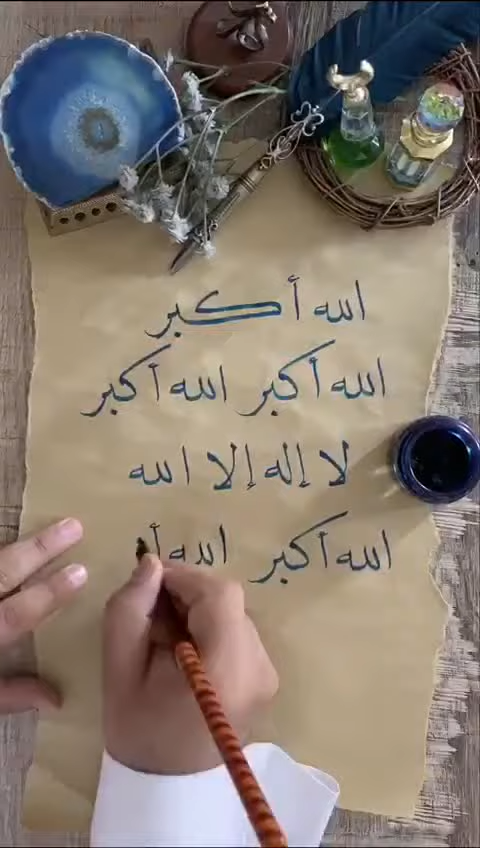 الله أكبر
الله أكبر الله أكبر
لا إله إلا الله
الله أكبر الله